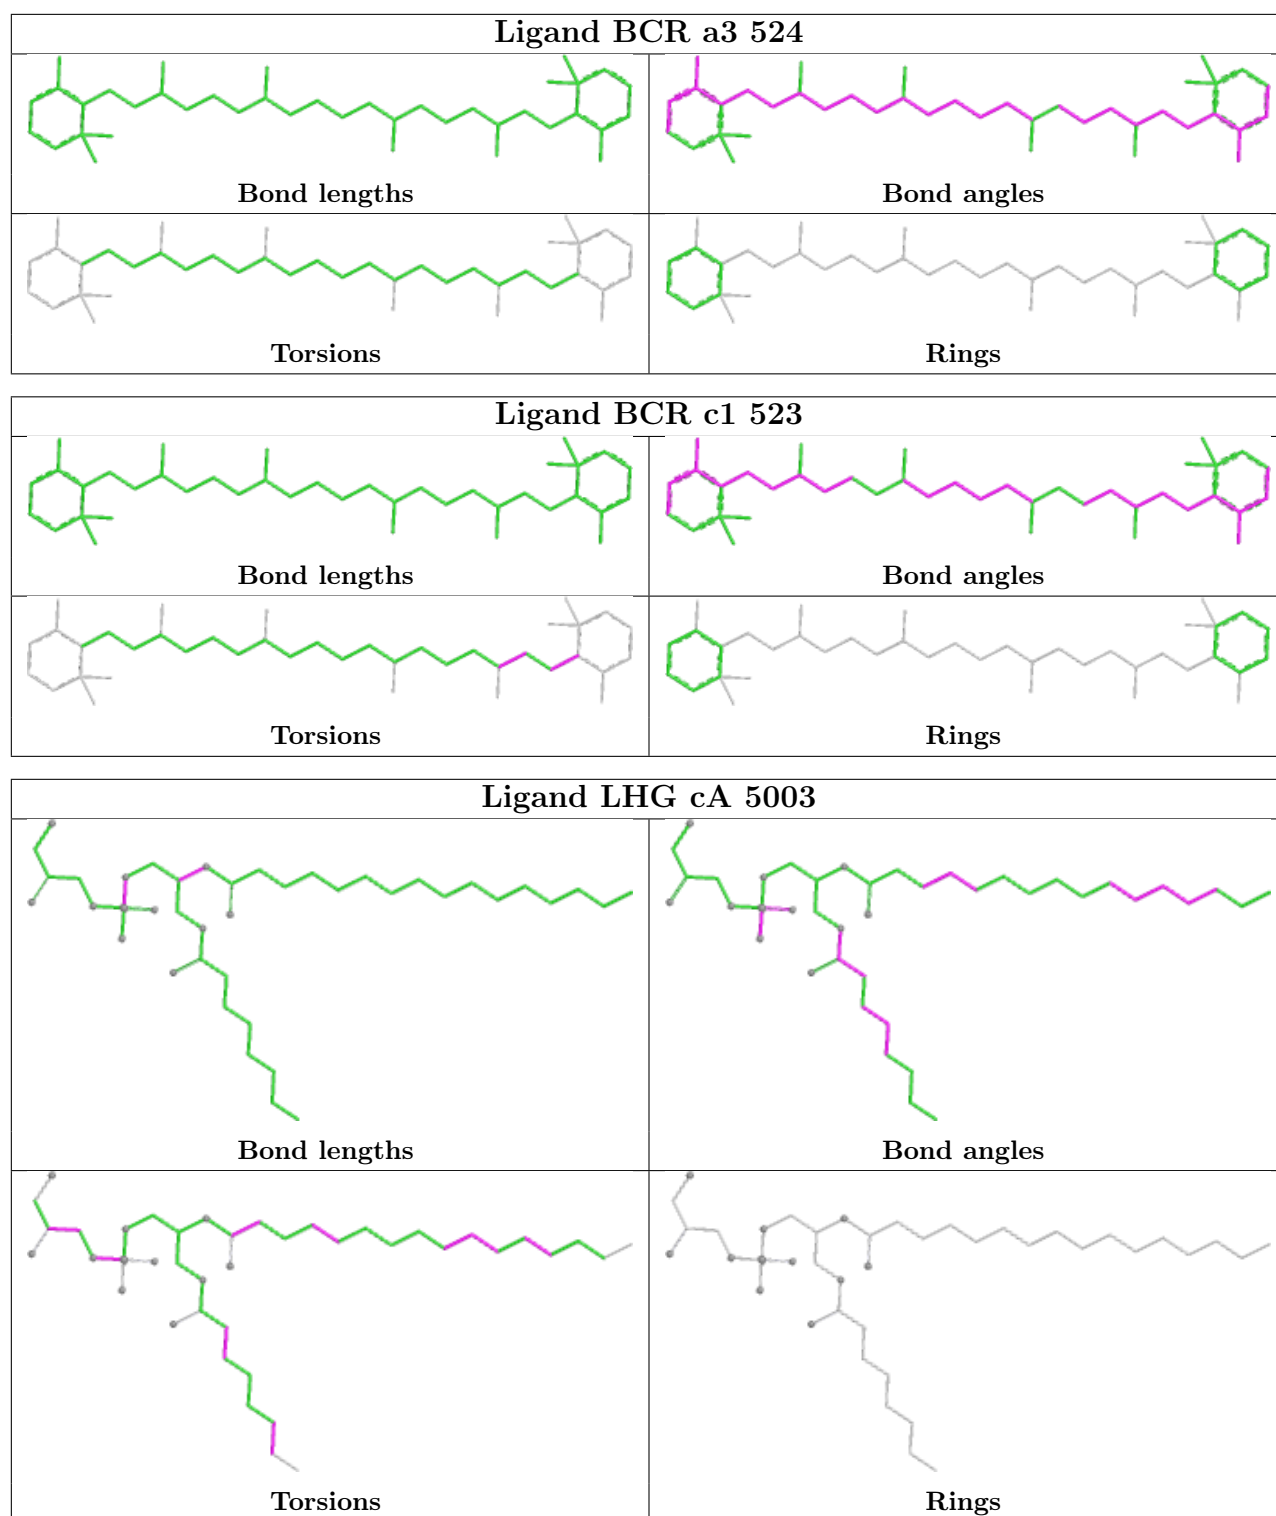 Ligand BCR a3 524
Bond lengths
Bond angles
Torsions
Rings
Ligand BCR c1 523
Bond lengths
Bond angles
Torsions
Rings
Ligand LHG cA 5003
Bond lengths
Bond angles
Torsions
Rings